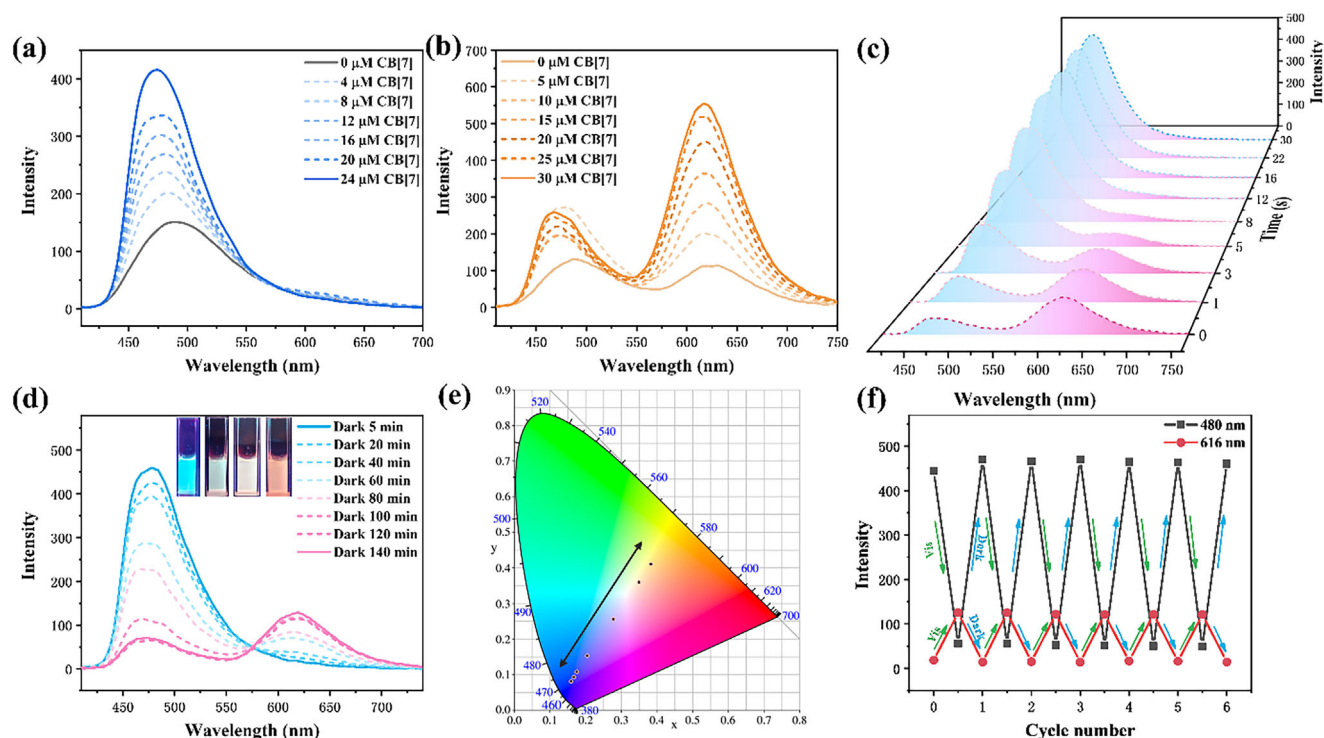 (a)
Intensity
400
300
200
100
0
450
500
550
600
650
700
Wavelength (nm)
0 μM CB[7]
4 μM CB[7]
8 μM CB[7]
12 μM CB[7]
16 μM CB[7]
20 μM CB[7]
24 μM CB[7]
(b)
Intensity
700
600
500
400
300
200
100
0
450
500
550
600
650
700
750
Wavelength (nm)
0 μM CB[7]
5 μM CB[7]
10 μM CB[7]
15 μM CB[7]
20 μM CB[7]
25 μM CB[7]
30 μM CB[7]
(c)
500
400
300
200
100
0
Intensity
30
22
16
12
8
5
3
1
0
Time (s)
450
500
550
600
650
700
750
Wavelength (nm)
(d)
Intensity
500
400
300
200
100
0
450
500
550
600
650
700
Wavelength (nm)
Dark 5 min
Dark 20 min
Dark 40 min
Dark 60 min
Dark 80 min
Dark 100 min
Dark 120 min
Dark 140 min
(e)
0.9
0.8
0.7
0.6
0.5
0.4
0.3
0.2
0.1
0.0
y
520
540
560
580
600
620
700
500
490
480
470
460
380
0.0
0.1
0.2
0.3
0.4
0.5
0.6
0.7
0.8
x
(f)
480 nm
616 nm
Intensity
500
400
300
200
100
0
Vis
Dark
Vis
Dark
0
1
2
3
4
5
6
Cycle number